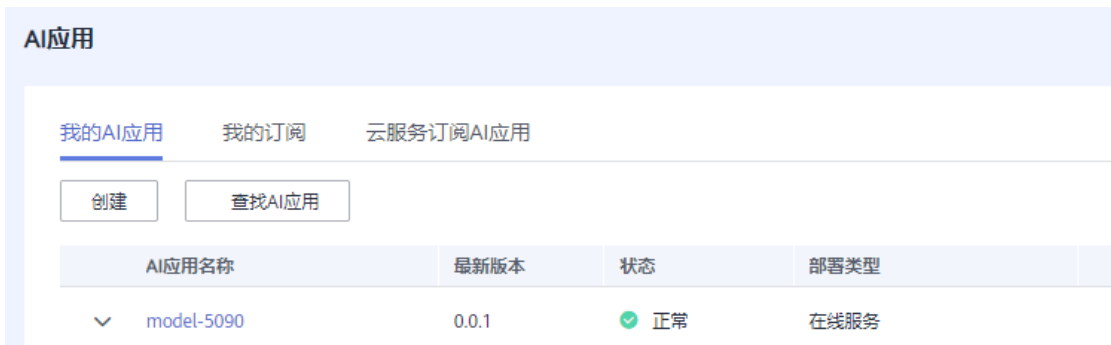 AI应用
我的AI应用 我的订阅 云服务订阅AI应用
创建 查找AI应用
AI应用名称 最新版本 状态 部署类型
model-5090 0.0.1 正常 在线服务